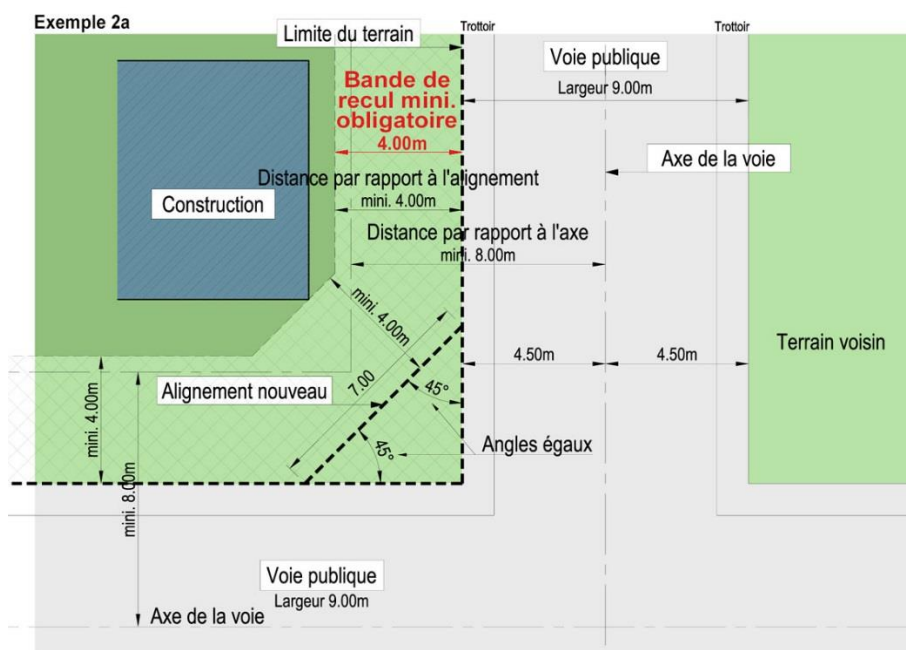 Exemple 2a
Trottoir
Trottoir
Limite du terrain
Voie publique
Largeur 9.00m
Bande de
recul mini.
obligatoire
4.00m
Axe de la voie
Distance par rapport à l'alignement
mini. 4.00m
Construction
Distance par rapport à l'axe
mini. 8.00m
mini. 4.00m
Terrain voisin
4.50m
4.50m
Alignement nouveau
7.00
45°
mini. 4.00m
Angles égaux
45°
mini. 8.00m
Voie publique
Largeur 9.00m
Axe de la voie